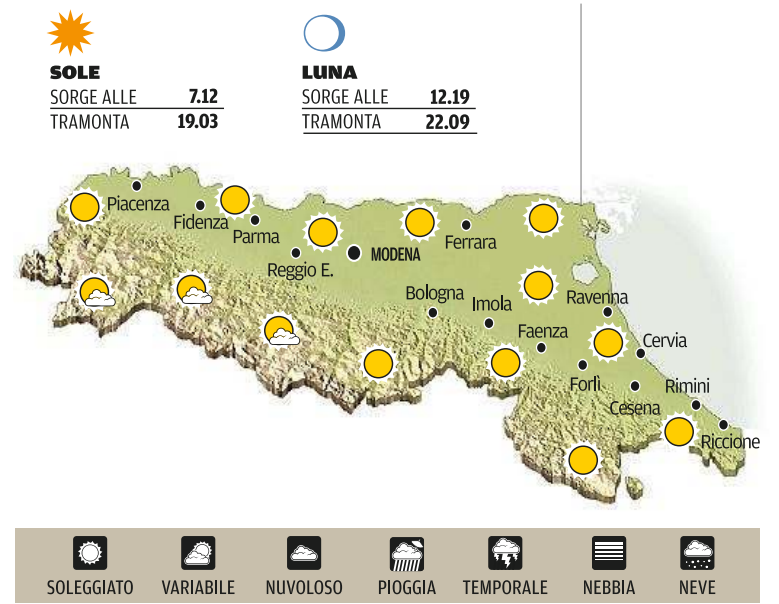 SOLE
SORGE ALLE 7.12
TRAMONTA 19.03
LUNA
SORGE ALLE 12.19
TRAMONTA 22.09
Piacenza
Fidenza
Parma
Reggio E.
MODENA
Ferrara
Bologna
Imola
Ravenna
Faenza
Cervia
Forlì
Cesena
Rimini
Riccione
SOLEGGIATO
VARIABILE
NUVOLOSO
PIOGGIA
TEMPORALE
NEBBIA
NEVE